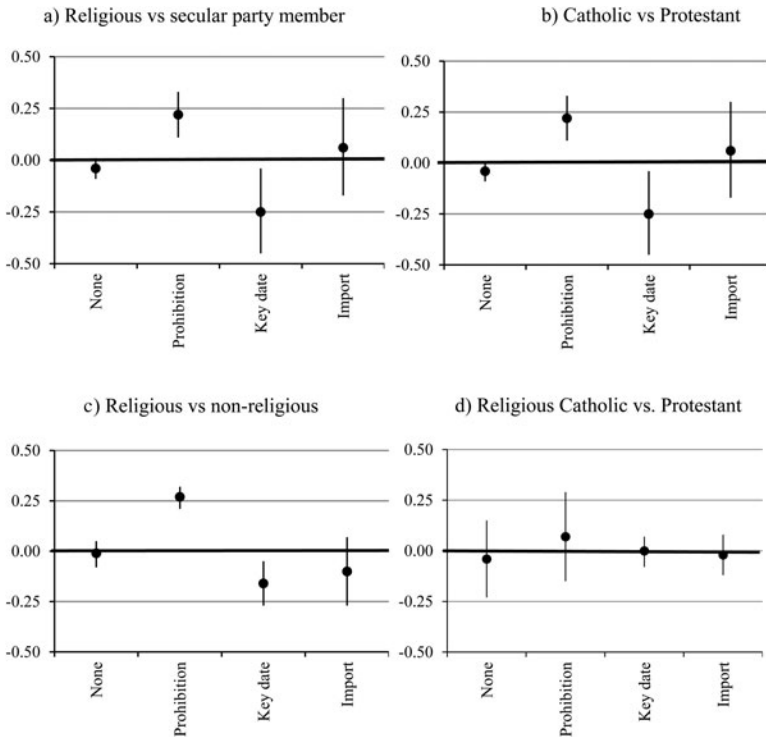 a) Religious vs secular party member
0.50
0.25
0.00
-0.25
-0.50
None
Prohibition
Key date
Import
b) Catholic vs Protestant
0.50
0.25
0.00
-0.25
-0.50
None
Prohibition
Key date
Import
c) Religious vs non-religious
0.50
0.25
0.00
-0.25
-0.50
None
Prohibition
Key date
Import
d) Religious Catholic vs. Protestant
0.50
0.25
0.00
-0.25
-0.50
None
Prohibition
Key date
Import